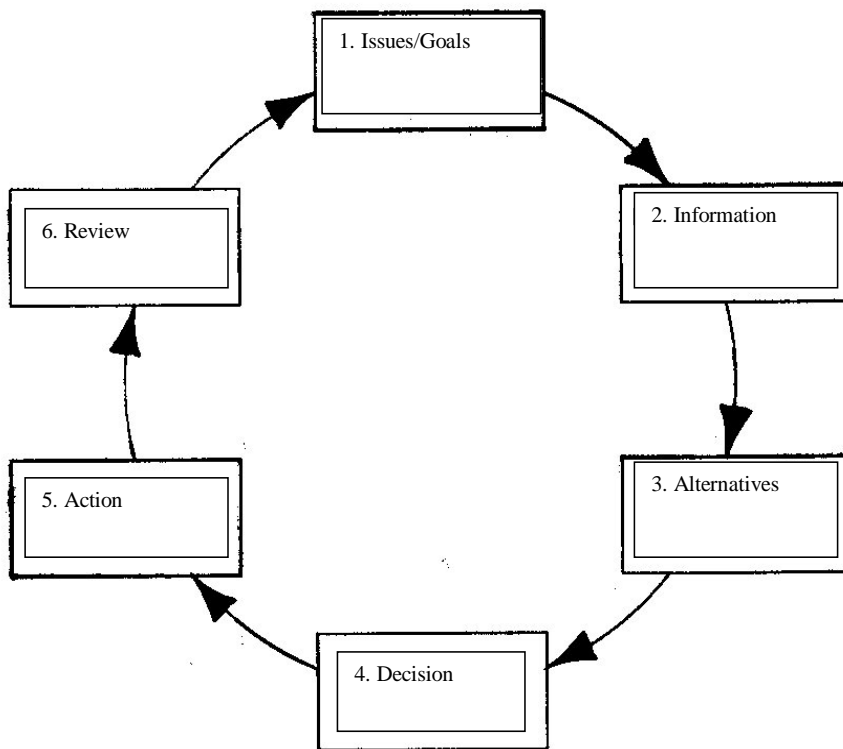 1. Issues/Goals
2. Information
3. Alternatives
4. Decision
5. Action
6. Review